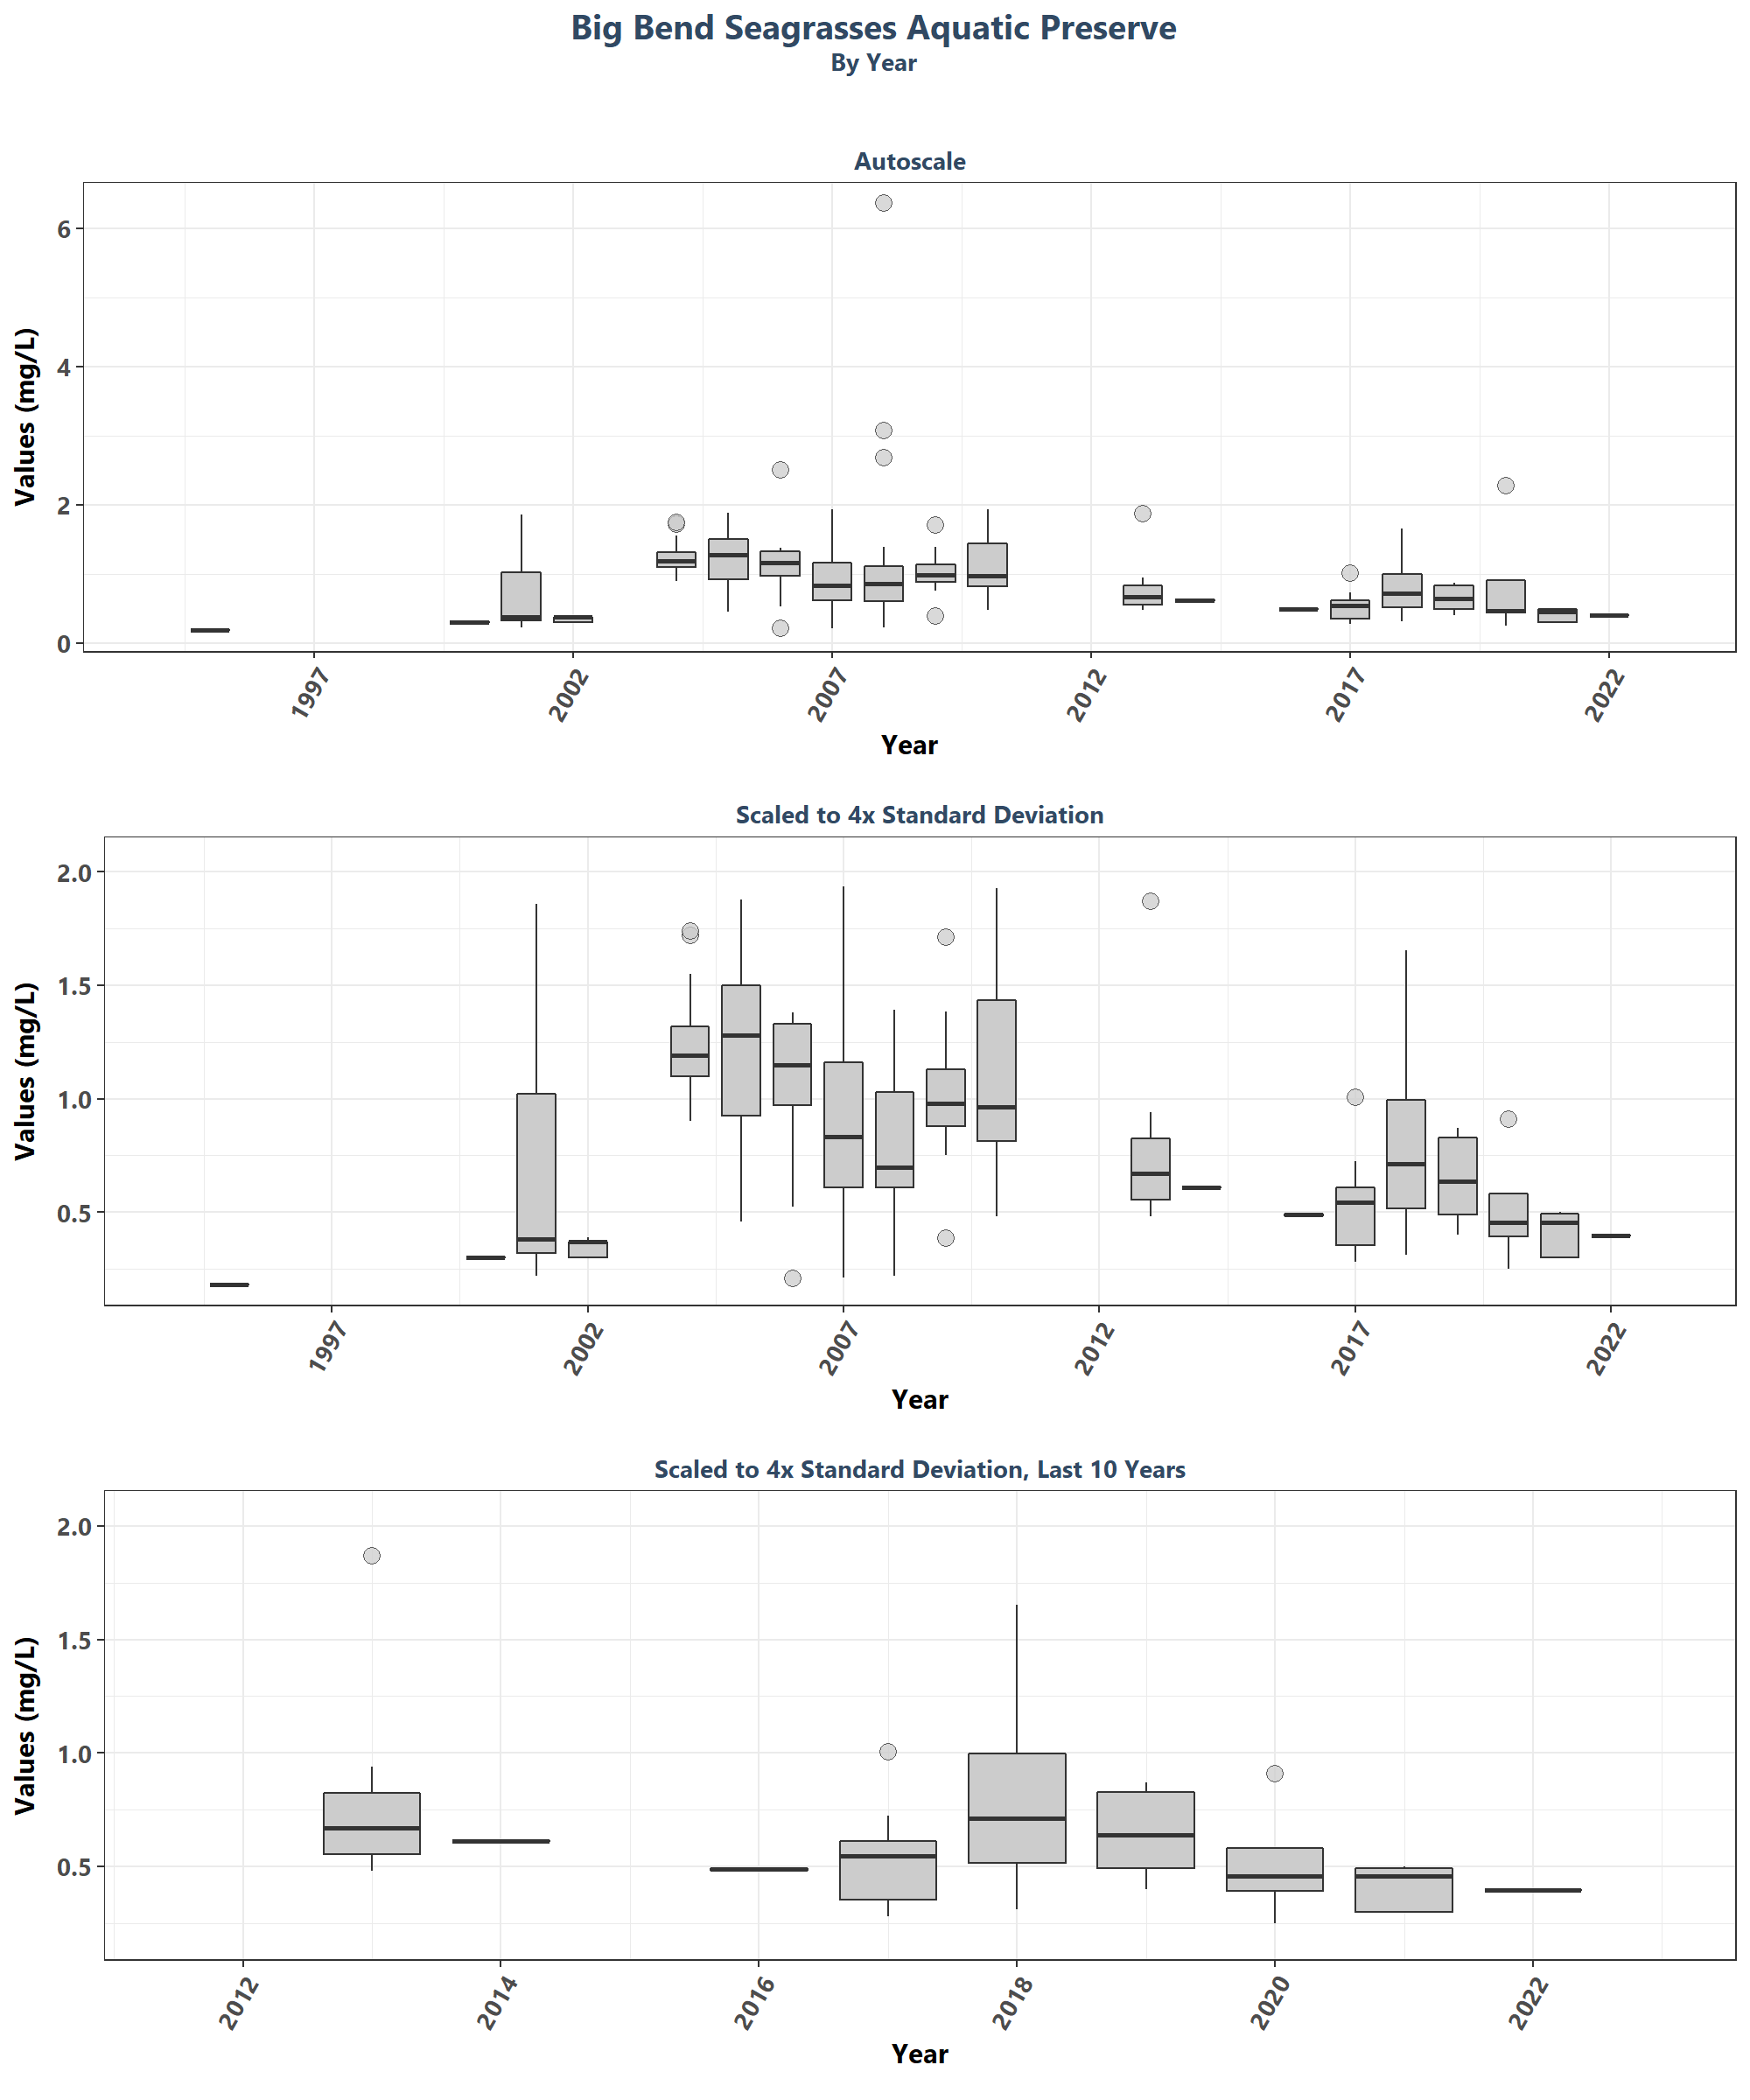 Big Bend Seagrasses Aquatic Preserve
By Year
Autoscale
Values (mg/L)
6
4
2
0
1997
2002
2007
2012
2017
2022
Year
Scaled to 4x Standard Deviation
Values (mg/L)
2.0
1.5
1.0
0.5
1997
2002
2007
2012
2017
2022
Year
Scaled to 4x Standard Deviation, Last 10 Years
Values (mg/L)
2.0
1.5
1.0
0.5
2012
2014
2016
2018
2020
2022
Year